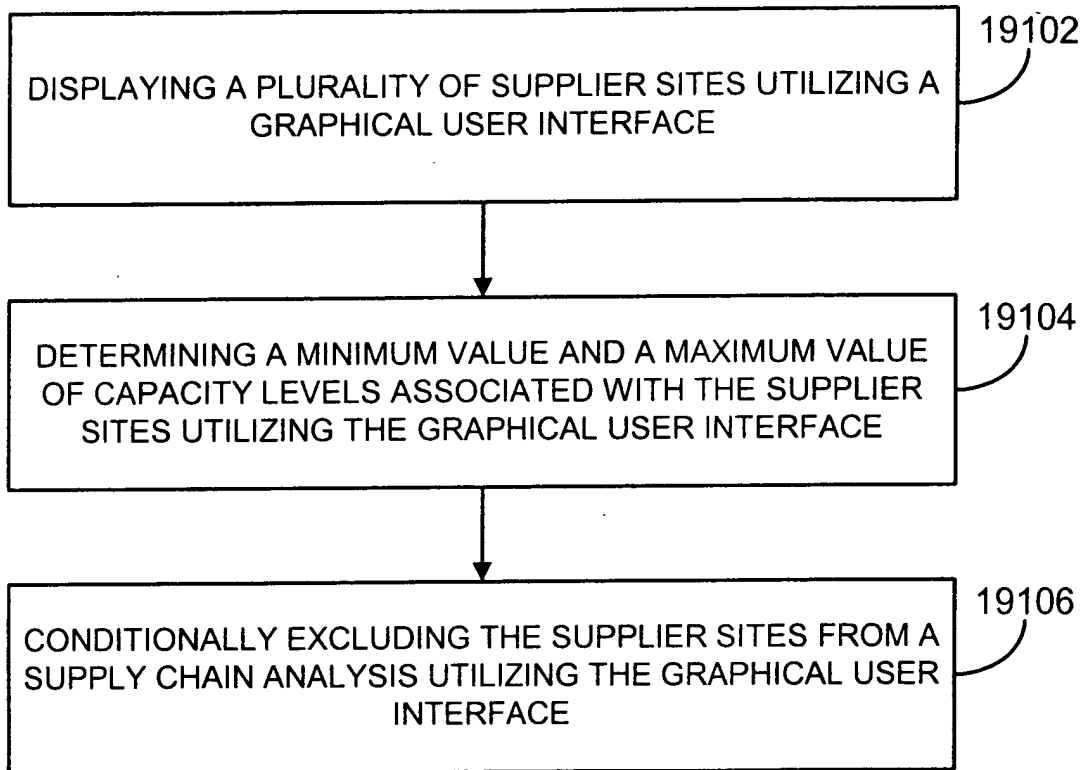 19102
DISPLAYING A PLURALITY OF SUPPLIER SITES UTILIZING A
GRAPHICAL USER INTERFACE
19104
DETERMINING A MINIMUM VALUE AND A MAXIMUM VALUE
OF CAPACITY LEVELS ASSOCIATED WITH THE SUPPLIER
SITES UTILIZING THE GRAPHICAL USER INTERFACE
19106
CONDITIONALLY EXCLUDING THE SUPPLIER SITES FROM A
SUPPLY CHAIN ANALYSIS UTILIZING THE GRAPHICAL USER
INTERFACE